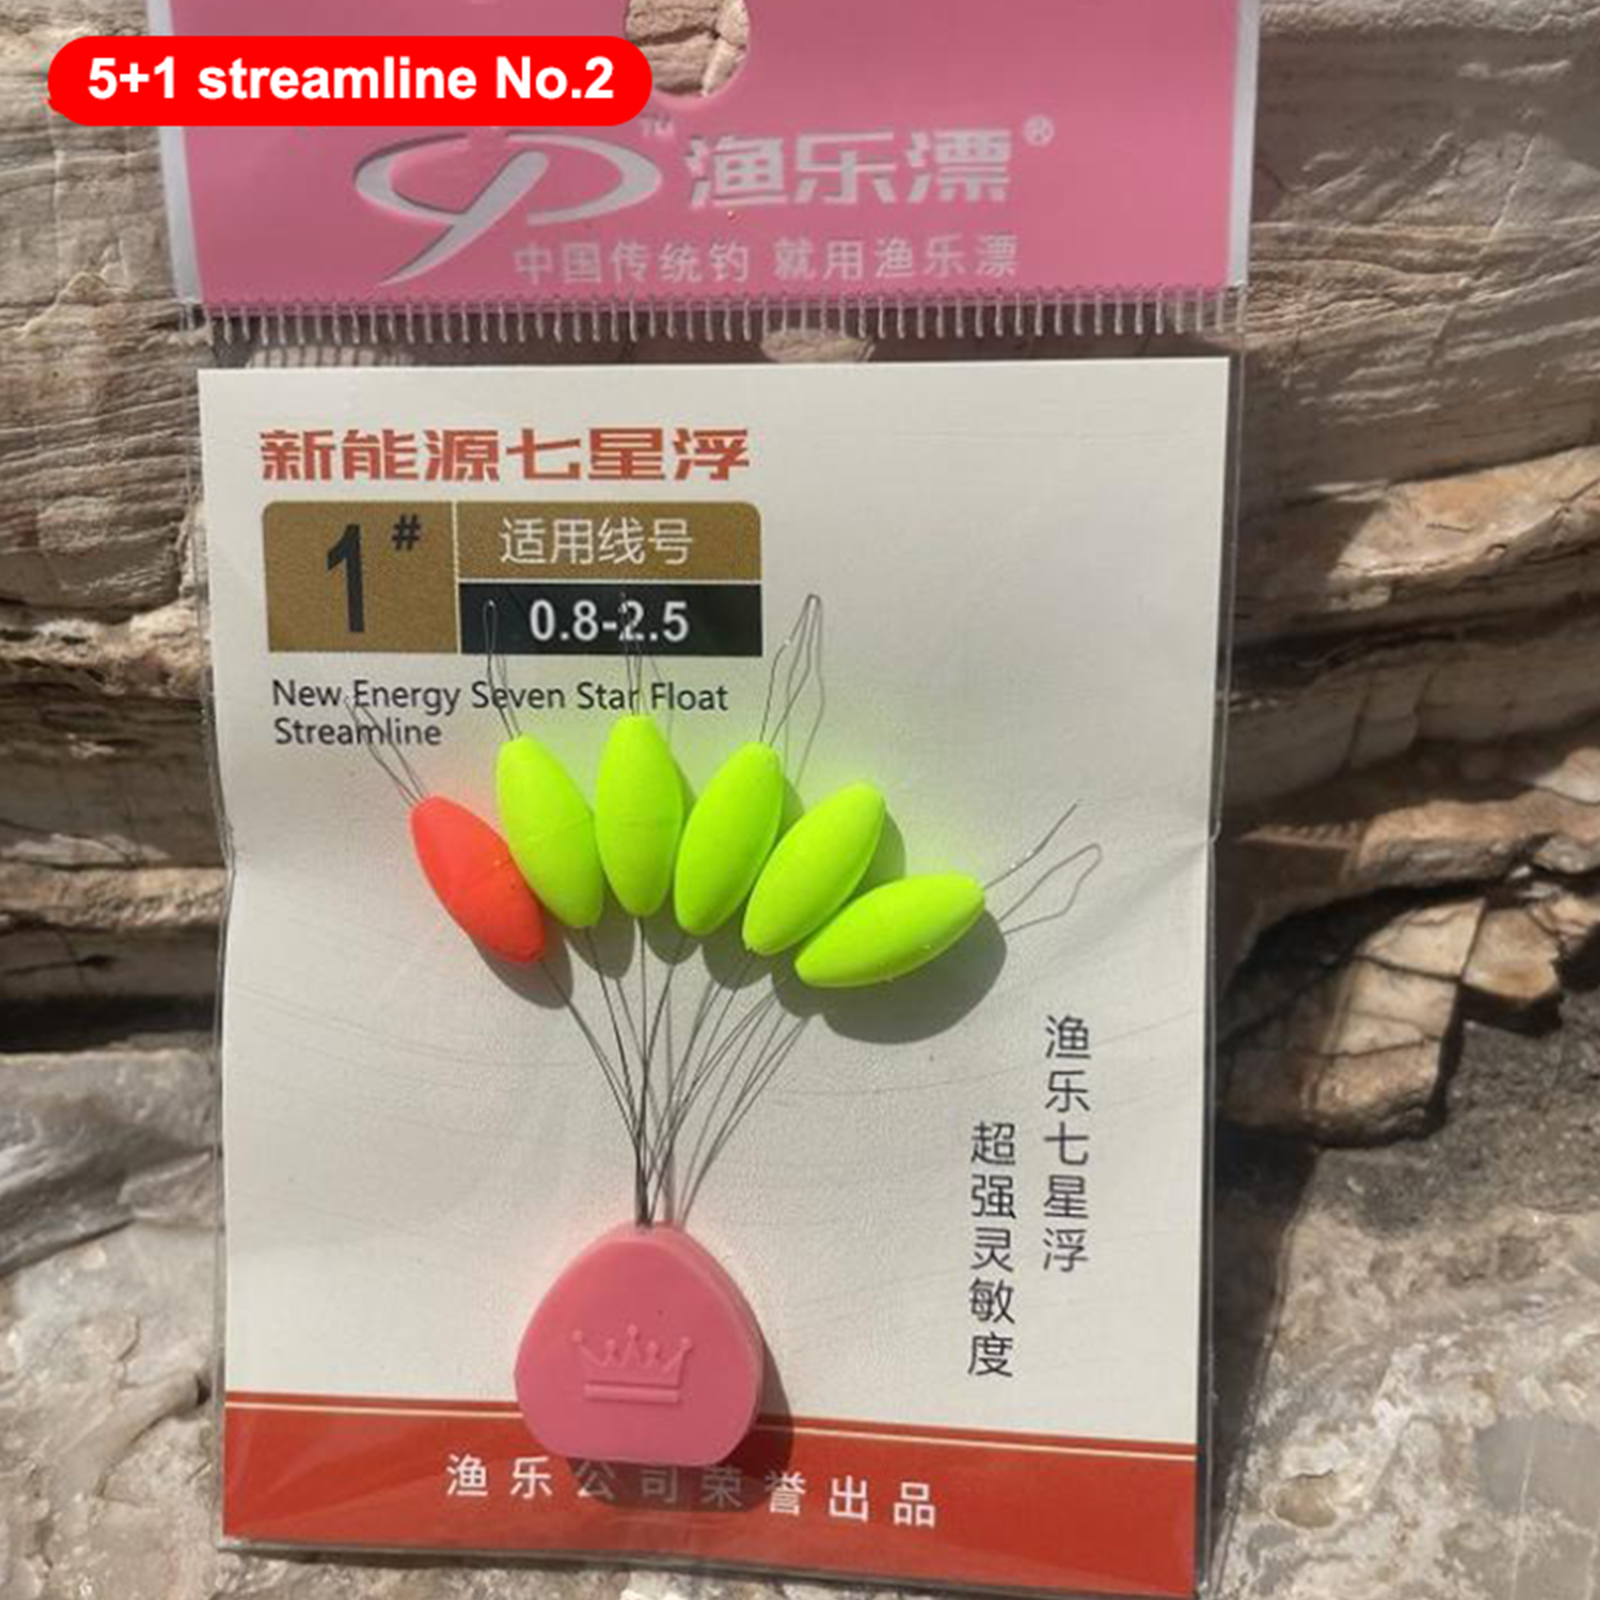 5+1 streamline No.2
TM 渔乐漂®
中国传统钓 就用渔乐漂
新能源七星浮
1#
适用线号
0.8-2.5
New Energy Seven Star Float
Streamline
渔乐七星浮
超强灵敏度
渔乐公司荣誉出品